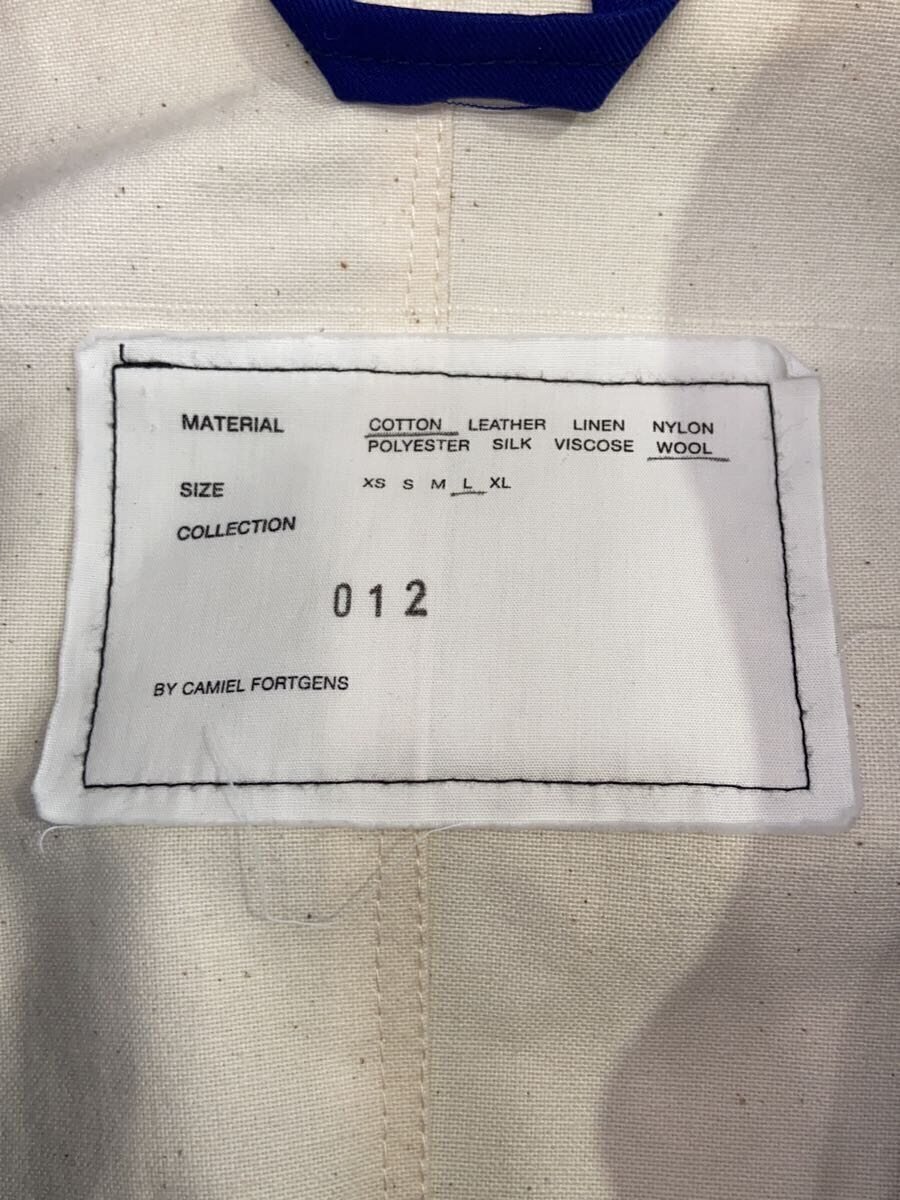 MATERIAL COTTON LEATHER LINEN NYLON
POLYESTER SILK VISCOSE WOOL
SIZE XS S M L XL
COLLECTION
012
BY CAMIEL FORTGENS